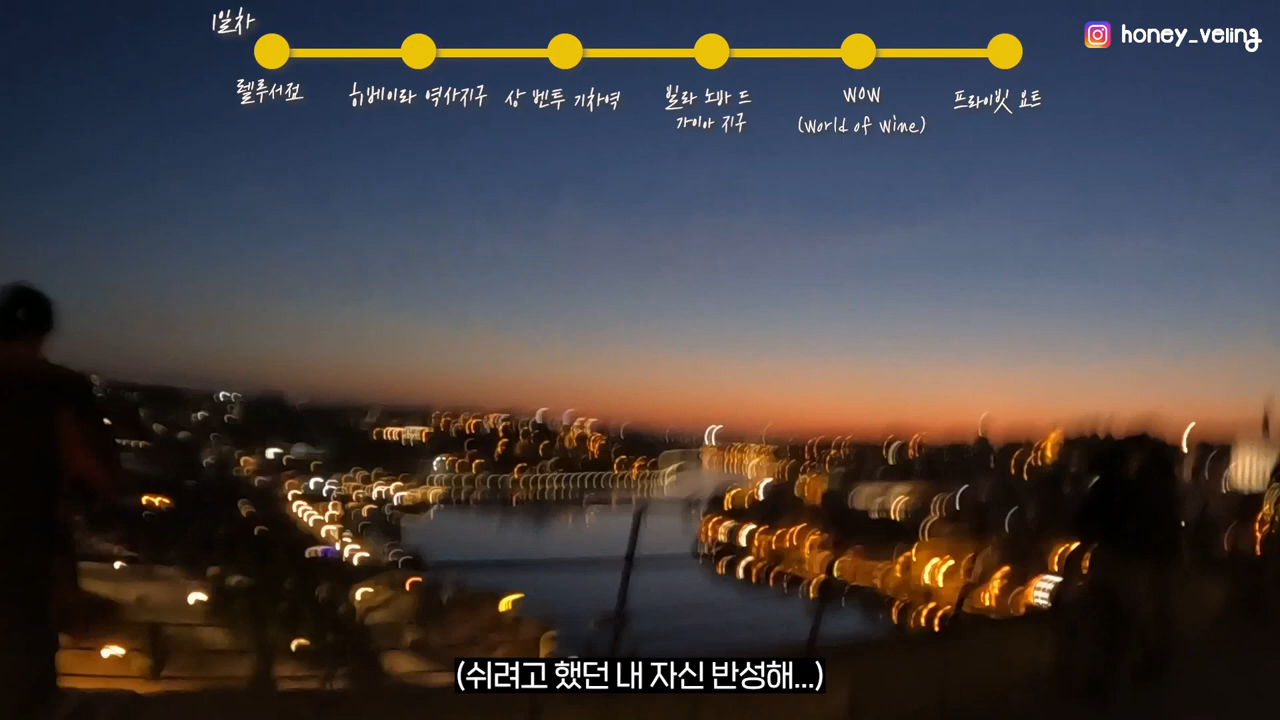 1일차
honey_veling
렐루서점
히베이라 역사지구
상 벤투 기차역
빌라 노바 드
가이아 지구
WOW
(World of Wine)
프라이빗 요트
(쉬려고 했던 내 자신 반성해...)